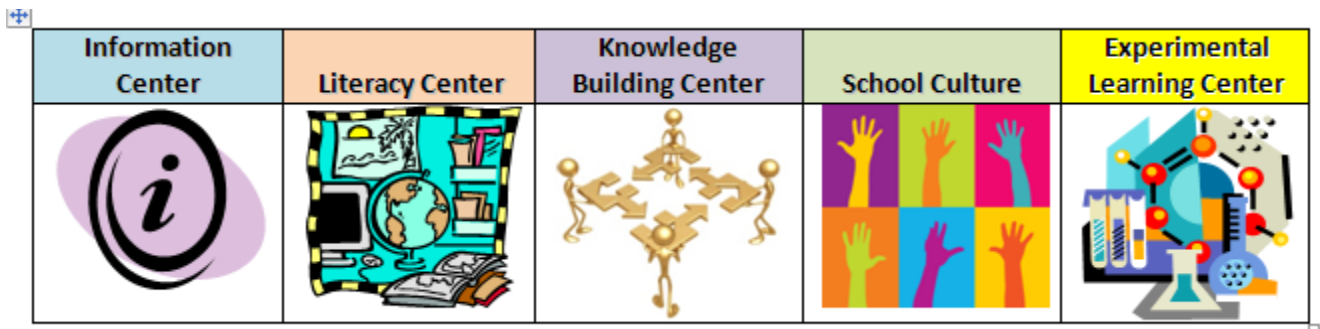 Information
Center
Literacy Center
Knowledge
Building Center
School Culture
Experimental
Learning Center
i